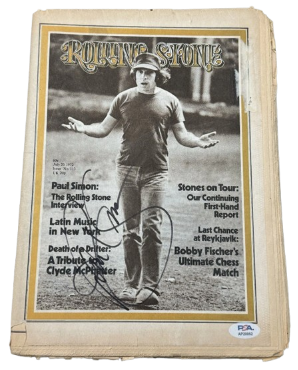 ROLLING STONE
Paul Simon:
The Rolling Stone
Interview
Latin Music
in New York
Death of a Drifter:
A Tribute to
Clyde McPhatter
Stones on Tour:
Our Continuing
First-Hand
Report
Last Chance
at Reykjavik:
Bobby Fischer's
Ultimate Chess
Match
PSA